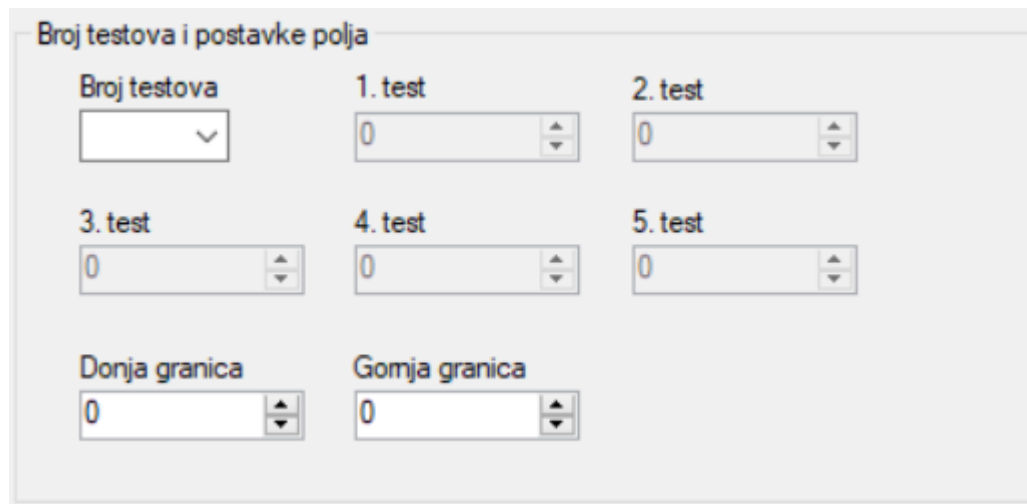 Broj testova i postavke polja
Broj testova 1. test 2. test
0 0
3. test 4. test 5. test
0 0 0
Donja granica Gornja granica
0 0